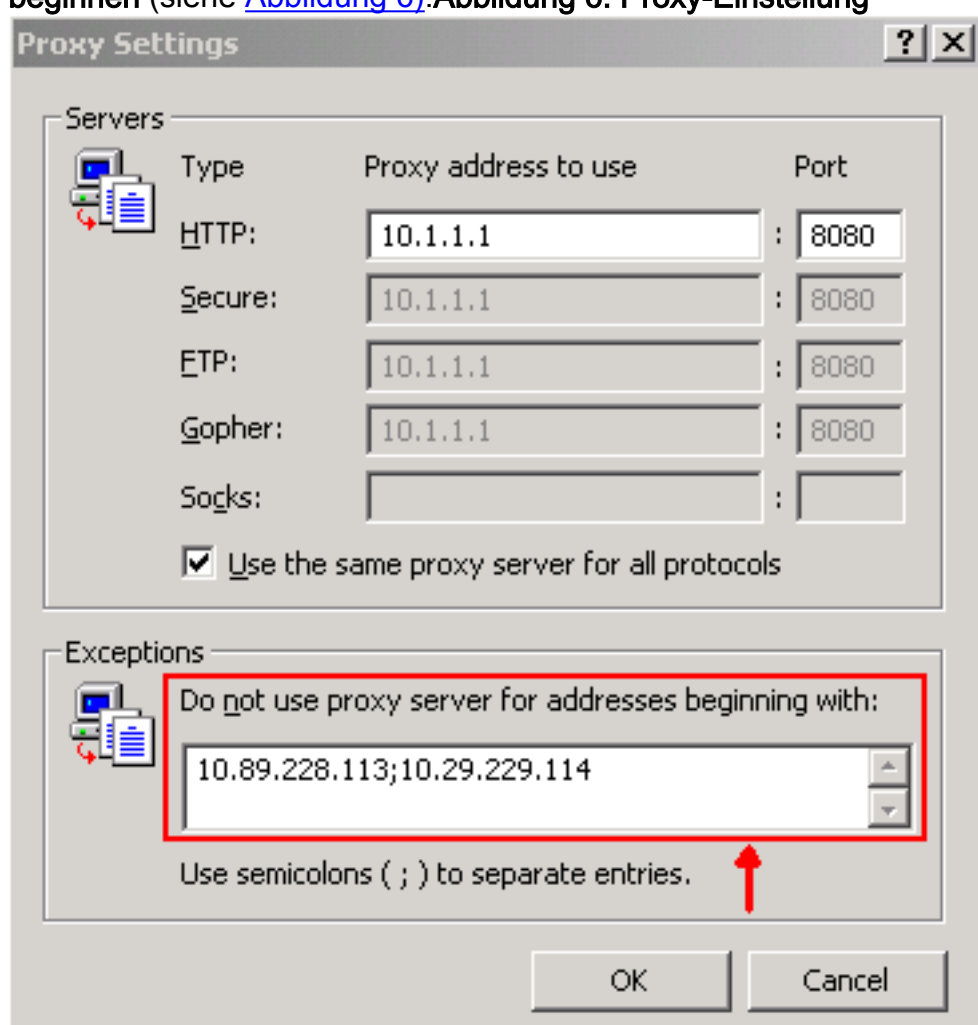 beginnen (siehe Abbildung 6).Abbildung 6: Proxy-Einstellung
Proxy Settings
Servers
Type Proxy address to use Port
HTTP: 10.1.1.1 : 8080
Secure: 10.1.1.1 : 8080
FTP: 10.1.1.1 : 8080
Gopher: 10.1.1.1 : 8080
Socks: :
Use the same proxy server for all protocols
Exceptions
Do not use proxy server for addresses beginning with:
10.89.228.113;10.29.229.114
Use semicolons ( ; ) to separate entries.
OK Cancel